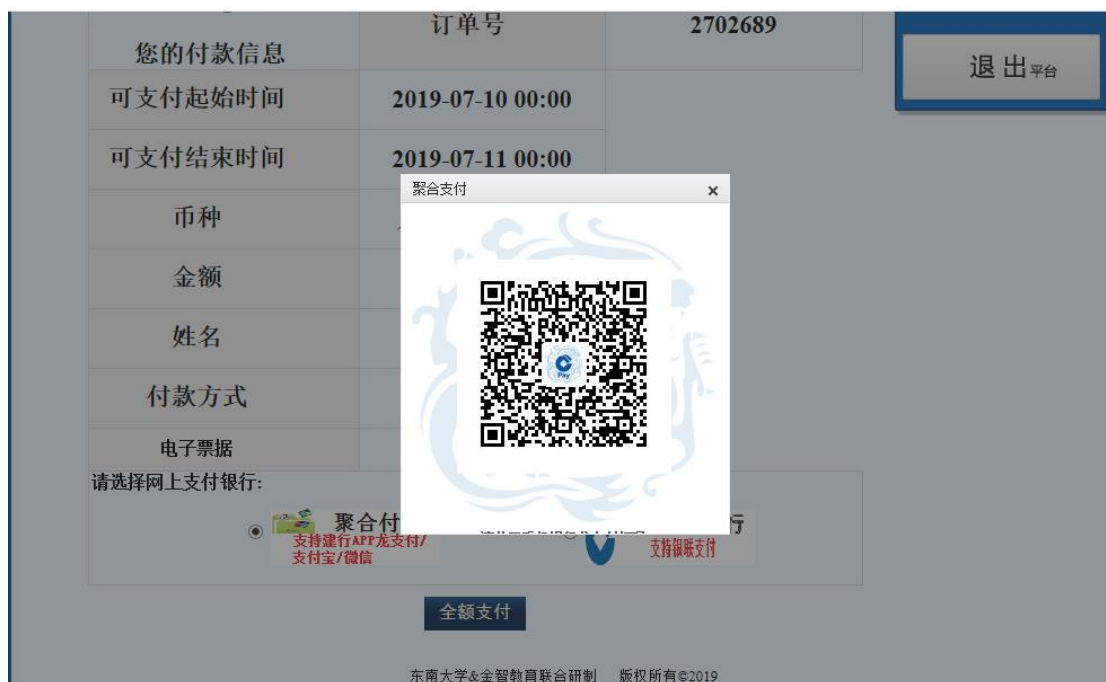 订单号 2702689
您的付款信息
退 出平台
可支付起始时间 2019-07-10 00:00
可支付结束时间 2019-07-11 00:00
聚合支付 ×
币种
金额
姓名
Pay
付款方式
电子票据
请选择网上支付银行:
聚合付 行
支持建行APP龙支付/
支付宝/微信
支持银联支付
全额支付
东南大学&金智教育联合研制 版权所有©2019